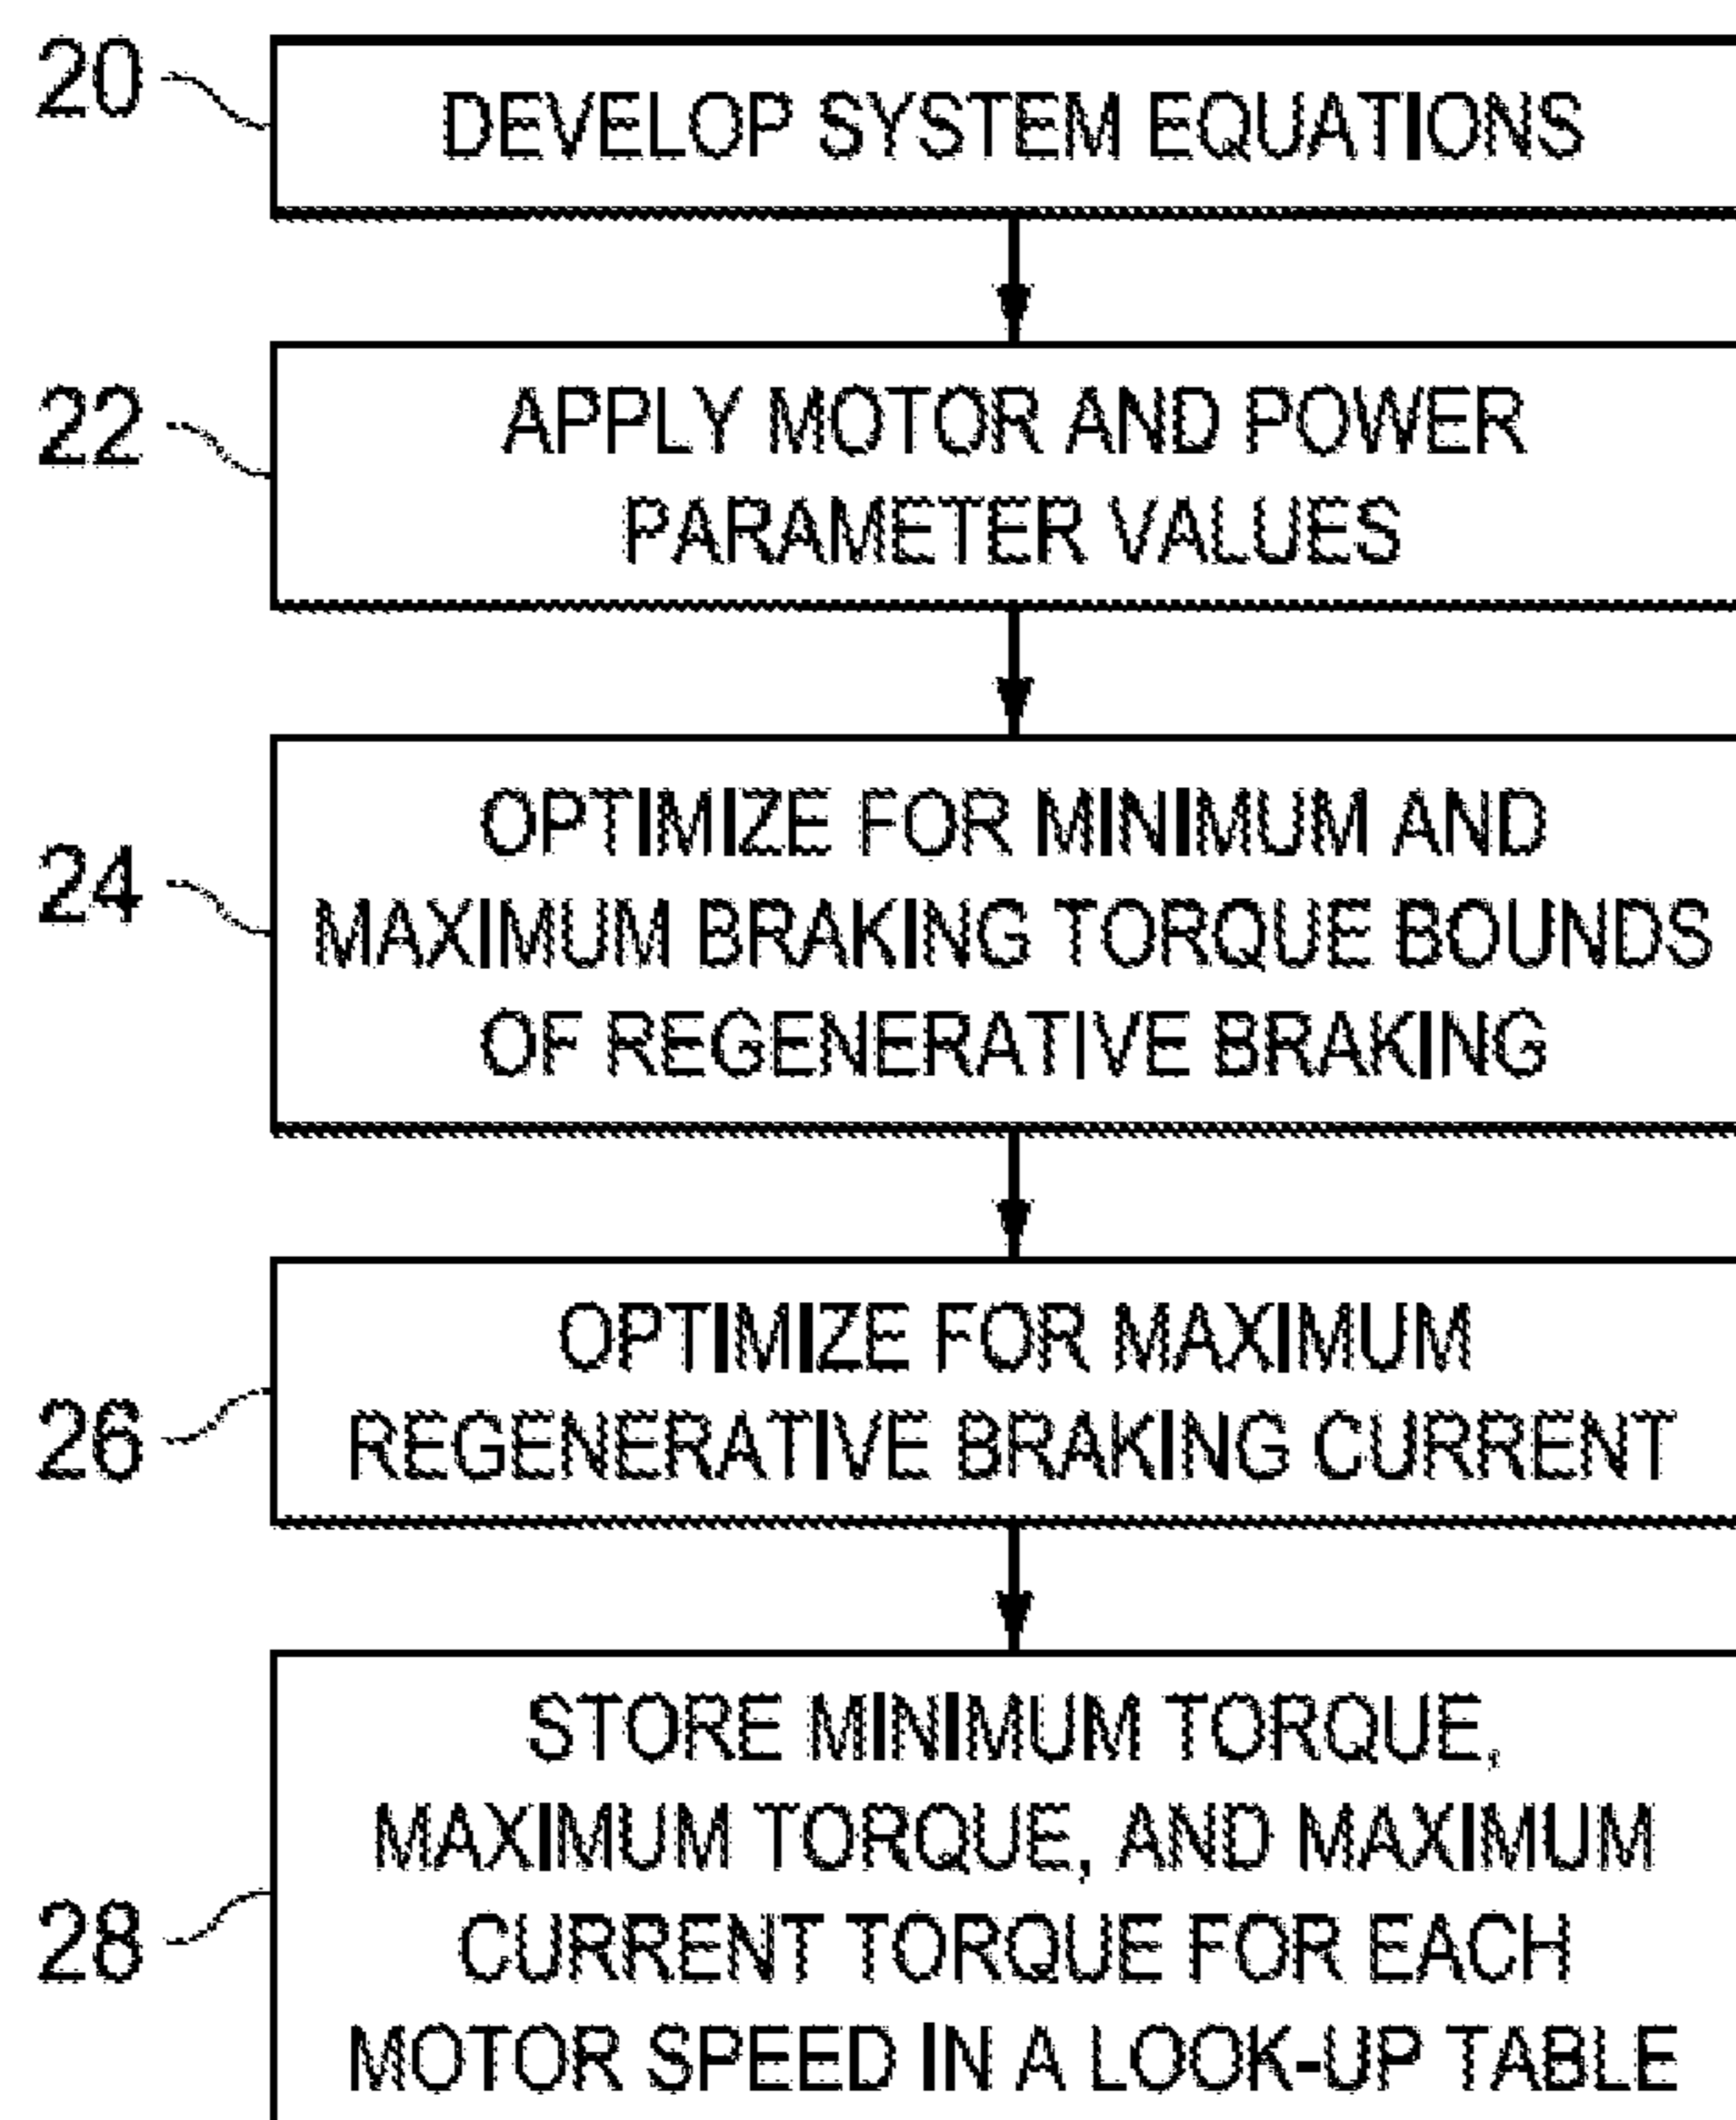 20
DEVELOP SYSTEM EQUATIONS
22
APPLY MOTOR AND POWER
PARAMETER VALUES
24
OPTIMIZE FOR MINIMUM AND
MAXIMUM BRAKING TORQUE BOUNDS
OF REGENERATIVE BRAKING
26
OPTIMIZE FOR MAXIMUM
REGENERATIVE BRAKING CURRENT
28
STORE MINIMUM TORQUE,
MAXIMUM TORQUE, AND MAXIMUM
CURRENT TORQUE FOR EACH
MOTOR SPEED IN A LOOK-UP TABLE